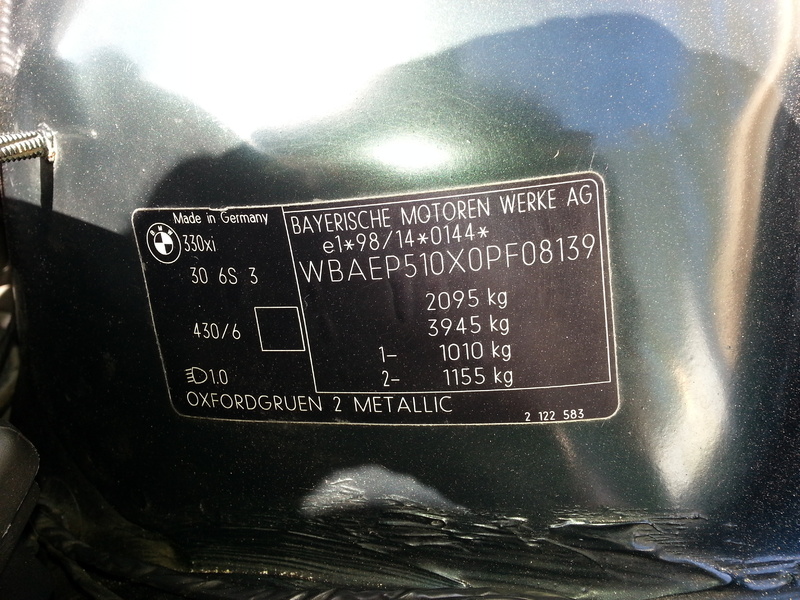 Made in Germany
BMW
330xi
30 6S 3
430/6
1.0
OXFORDGRUEN 2 METALLIC
BAYERISCHE MOTOREN WERKE AG
e1*98/14*0144*
WBAEP510X0PF08139
2095 kg
3945 kg
1- 1010 kg
2- 1155 kg
2 122 583